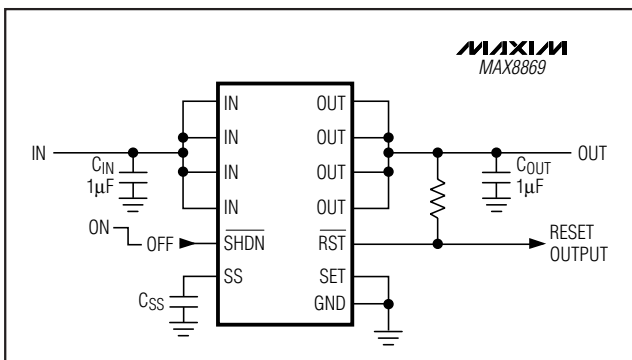 MAXIM
MAX8869
IN OUT
IN OUT
IN IN OUT OUT
CIN
1µF
COUT
1µF
IN OUT
ON
OFF SHDN RST RESET
OUTPUT
SS SET
CSS
GND